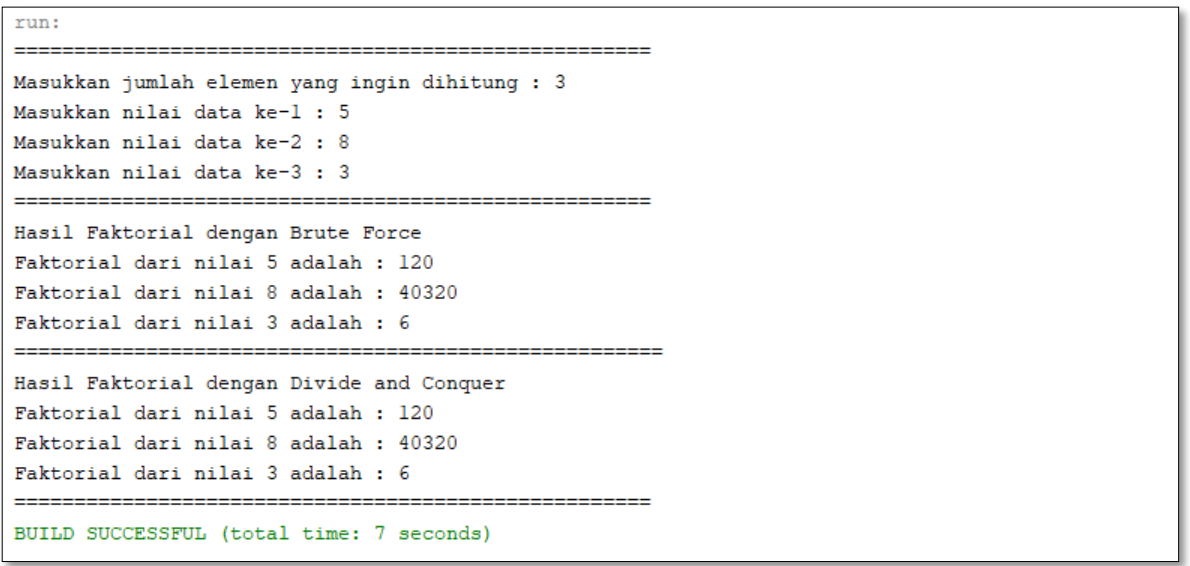 run:
=====================================================
Masukkan jumlah elemen yang ingin dihitung : 3
Masukkan nilai data ke-1 : 5
Masukkan nilai data ke-2 : 8
Masukkan nilai data ke-3 : 3
=====================================================
Hasil Faktorial dengan Brute Force
Faktorial dari nilai 5 adalah : 120
Faktorial dari nilai 8 adalah : 40320
Faktorial dari nilai 3 adalah : 6
======================================================
Hasil Faktorial dengan Divide and Conquer
Faktorial dari nilai 5 adalah : 120
Faktorial dari nilai 8 adalah : 40320
Faktorial dari nilai 3 adalah : 6
=====================================================
BUILD SUCCESSFUL (total time: 7 seconds)